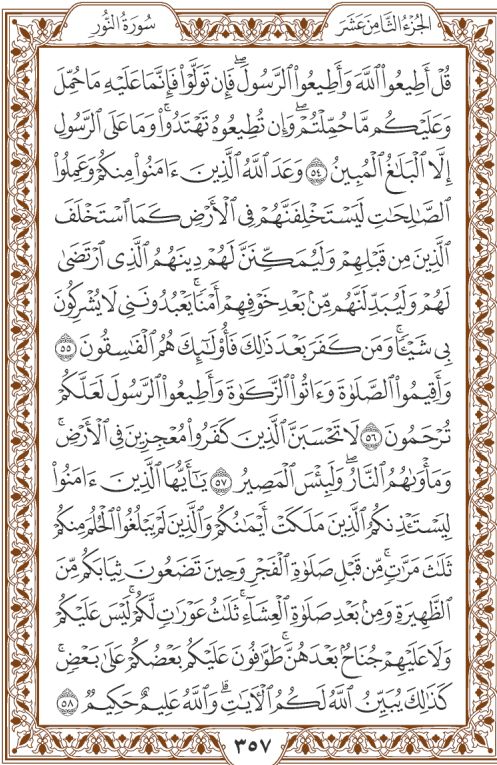 الجزء الثامن عشر
سورة النور
قُلۡ أَطِيعُواْ ٱللَّهَ وَأَطِيعُواْ ٱلرَّسُولَۖ فَإِن تَوَلَّوۡاْ فَإِنَّمَا عَلَيۡهِ مَا حُمِّلَ
وَعَلَيۡكُم مَّا حُمِّلۡتُمۡۖ وَإِن تُطِيعُوهُ تَهۡتَدُواْۚ وَمَا عَلَى ٱلرَّسُولِ
إِلَّا ٱلۡبَلَٰغُ ٱلۡمُبِينُ ٥٤ وَعَدَ ٱللَّهُ ٱلَّذِينَ ءَامَنُواْ مِنكُمۡ وَعَمِلُواْ
ٱلصَّٰلِحَٰتِ لَيَسۡتَخۡلِفَنَّهُمۡ فِي ٱلۡأَرۡضِ كَمَا ٱسۡتَخۡلَفَ
ٱلَّذِينَ مِن قَبۡلِهِمۡ وَلَيُمَكِّنَنَّ لَهُمۡ دِينَهُمُ ٱلَّذِي ٱرۡتَضَىٰ
لَهُمۡ وَلَيُبَدِّلَنَّهُم مِّنۢ بَعۡدِ خَوۡفِهِمۡ أَمۡنٗاۚ يَعۡبُدُونَنِي لَا يُشۡرِكُونَ
بِي شَيۡـٔٗاۚ وَمَن كَفَرَ بَعۡدَ ذَٰلِكَ فَأُوْلَٰٓئِكَ هُمُ ٱلۡفَٰسِقُونَ ٥٥
وَأَقِيمُواْ ٱلصَّلَوٰةَ وَءَاتُواْ ٱلزَّكَوٰةَ وَأَطِيعُواْ ٱلرَّسُولَ لَعَلَّكُمۡ
تُرۡحَمُونَ ٥٦ لَا تَحۡسَبَنَّ ٱلَّذِينَ كَفَرُواْ مُعۡجِزِينَ فِي ٱلۡأَرۡضِۚ
وَمَأۡوَىٰهُمُ ٱلنَّارُۖ وَلَبِئۡسَ ٱلۡمَصِيرُ ٥٧ يَٰٓأَيُّهَا ٱلَّذِينَ ءَامَنُواْ
لِيَسۡتَـٔۡذِنكُمُ ٱلَّذِينَ مَلَكَتۡ أَيۡمَٰنُكُمۡ وَٱلَّذِينَ لَمۡ يَبۡلُغُواْ ٱلۡحُلُمَ مِنكُمۡ
ثَلَٰثَ مَرَّٰتٖۚ مِّن قَبۡلِ صَلَوٰةِ ٱلۡفَجۡرِ وَحِينَ تَضَعُونَ ثِيَابَكُم مِّنَ
ٱلظَّهِيرَةِ وَمِنۢ بَعۡدِ صَلَوٰةِ ٱلۡعِشَآءِۚ ثَلَٰثُ عَوۡرَٰتٖ لَّكُمۡۚ لَيۡسَ عَلَيۡكُمۡ
وَلَا عَلَيۡهِمۡ جُنَاحُۢ بَعۡدَهُنَّۚ طَوَّٰفُونَ عَلَيۡكُم بَعۡضُكُمۡ عَلَىٰ بَعۡضٖۚ
كَذَٰلِكَ يُبَيِّنُ ٱللَّهُ لَكُمُ ٱلۡأٓيَٰتِۗ وَٱللَّهُ عَلِيمٌ حَكِيمٞ ٥٨
٣٥٧